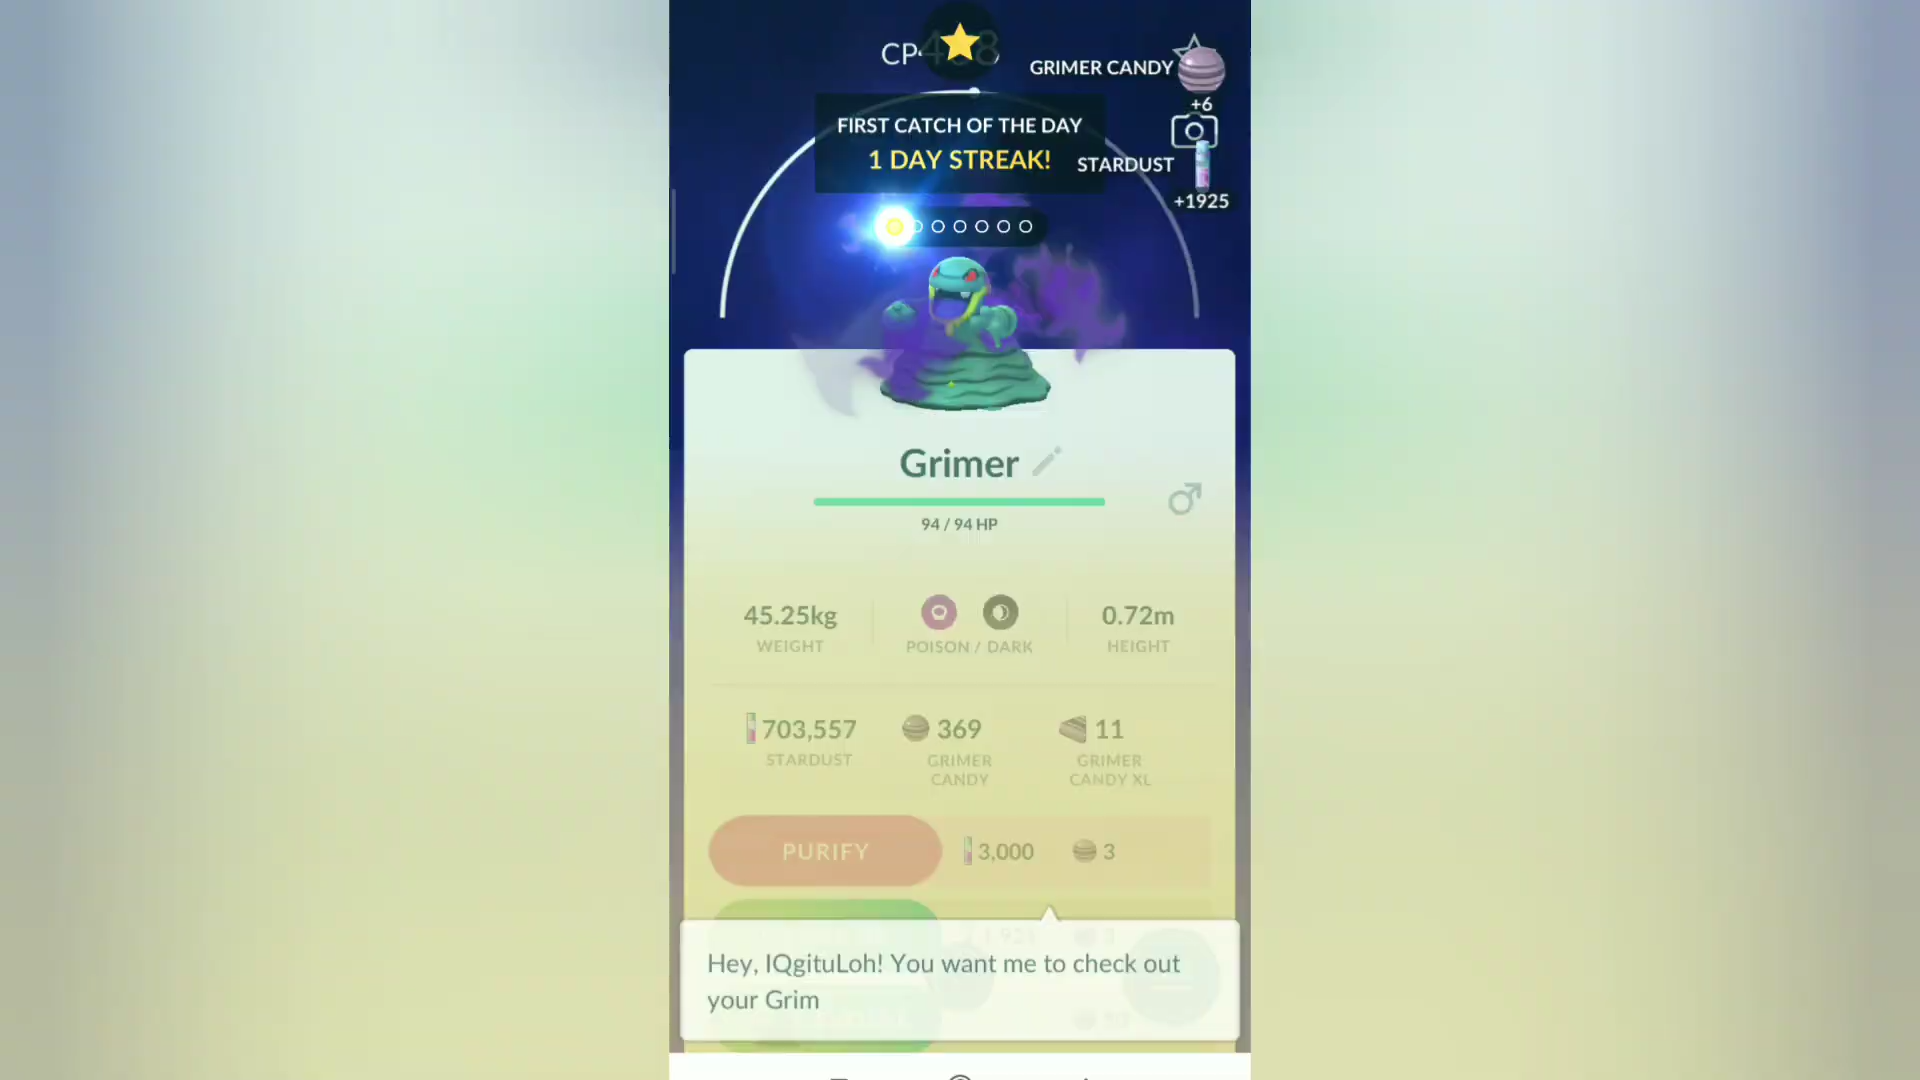 CP
GRIMER CANDY
+6
FIRST CATCH OF THE DAY
1 DAY STREAK!
STARDUST
+1925
Grimer
94 / 94 HP
45.25kg
WEIGHT
POISON / DARK
0.72m
HEIGHT
703,557
STARDUST
369
GRIMER
CANDY
11
GRIMER
CANDY XL
PURIFY
3,000
3
Hey, IQgituLoh! You want me to check out
your Grim